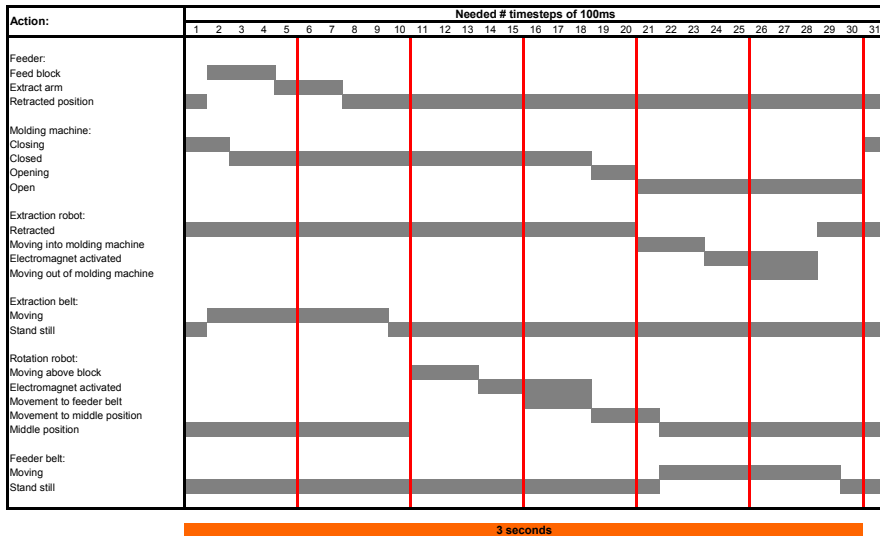 Needed # timesteps of 100ms
Action:
1 2 3 4 5 6 7 8 9 10 11 12 13 14 15 16 17 18 19 20 21 22 23 24 25 26 27 28 29 30 31
Feeder:
Feed block
Extract arm
Retracted position
Molding machine:
Closing
Closed
Opening
Open
Extraction robot:
Retracted
Moving into molding machine
Electromagnet activated
Moving out of molding machine
Extraction belt:
Moving
Stand still
Rotation robot:
Moving above block
Electromagnet activated
Movement to feeder belt
Movement to middle position
Middle position
Feeder belt:
Moving
Stand still
3 seconds